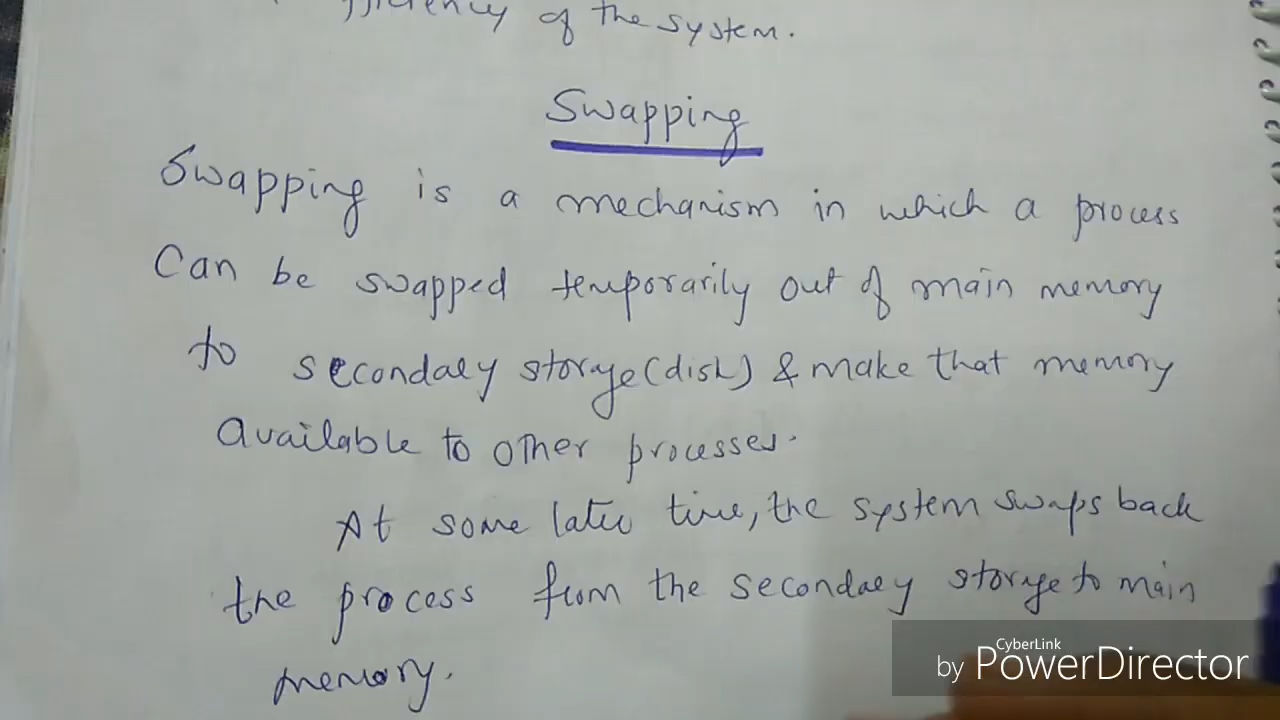 efficiency of the system.
Swapping
Swapping is a mechanism in which a process
Can be swapped temporarily out of main memory
to secondary storage (disk) & make that memory
available to other processes.
At some later time, the system swaps back
the process from the secondary storage to main
memory.
CyberLink
by PowerDirector